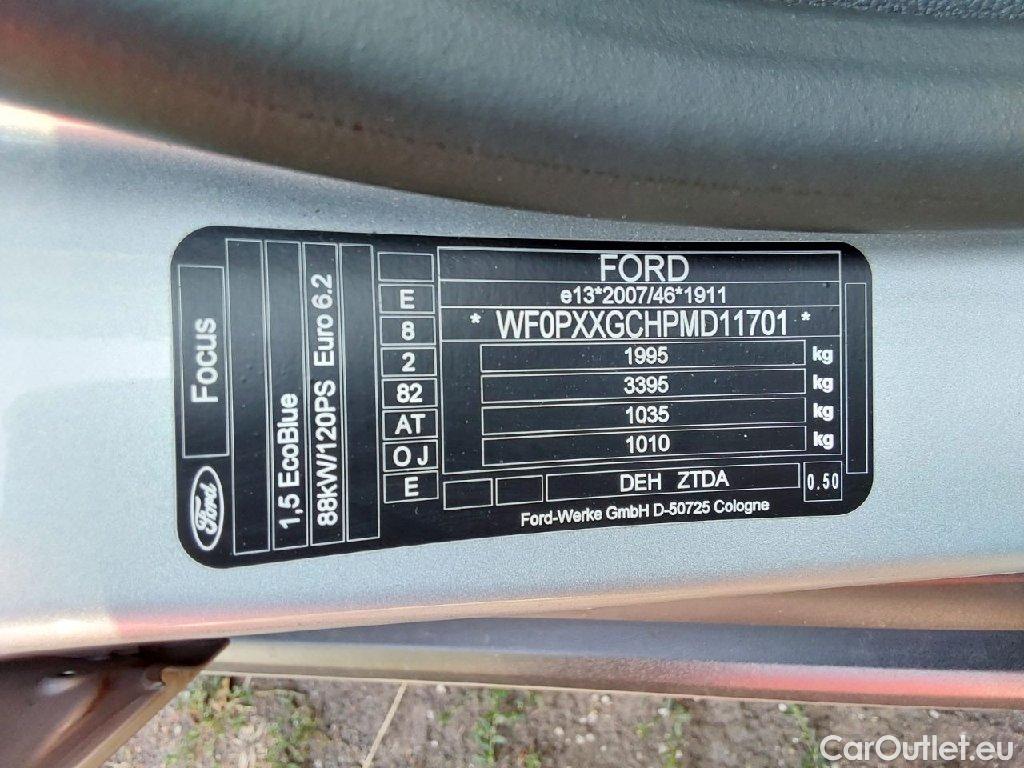 Focus
Ford
1,5 EcoBlue
88kW/120PS Euro 6.2
E
8
2
82
AT
O J
E
FORD
e13*2007/46*1911
* WF0PXXGCHPMD11701 *
1995 kg
3395 kg
1035 kg
1010 kg
DEH ZTDA
0.50
Ford-Werke GmbH D-50725 Cologne
CarOutlet.eu